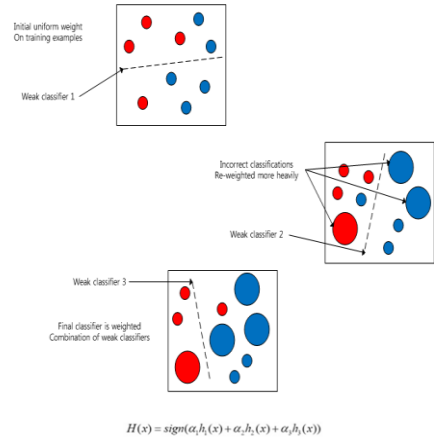 Initial uniform weight
On training examples
Weak classifier 1
Incorrect classifications
Re-weighted more heavily
Weak classifier 2
Weak classifier 3
Final classifier is weighted
Combination of weak classifiers
H(x) = sign(α₁h₁(x) + α₂h₂(x) + α₃h₃(x))